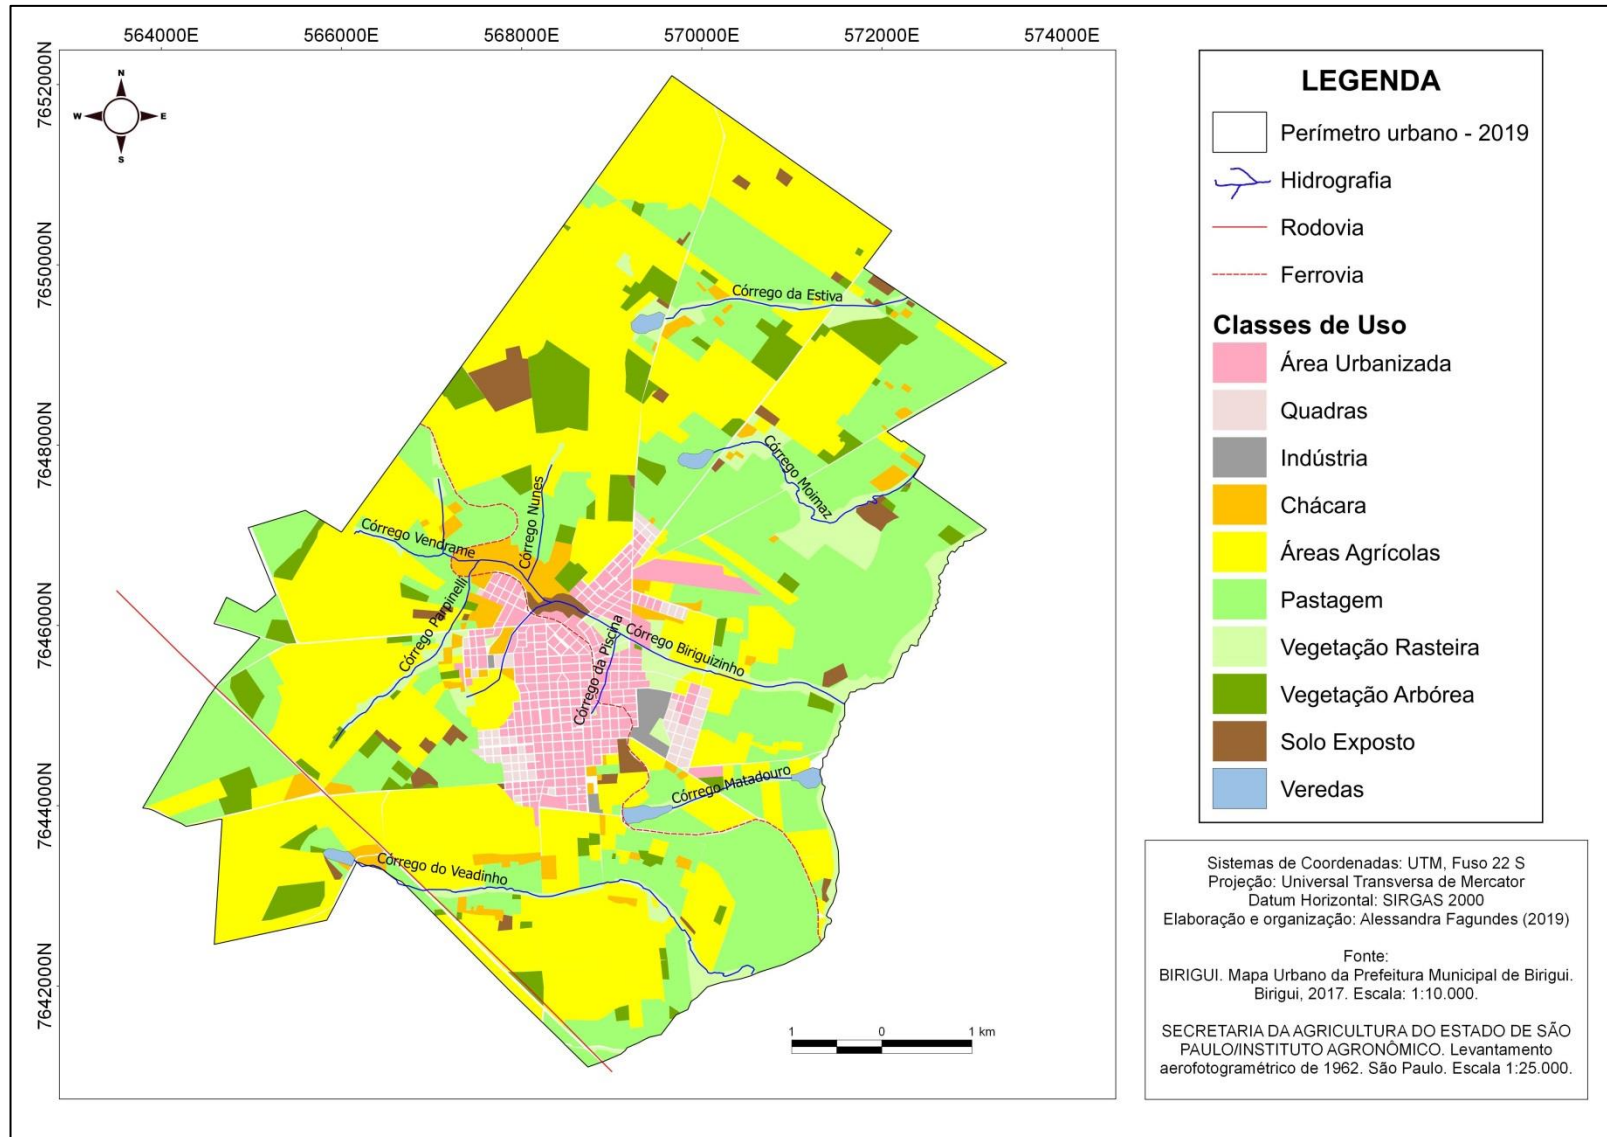 564000E 566000E 568000E 570000E 572000E 574000E
7652000N
7650000N
7648000N
7646000N
7644000N
7642000N
N
W E
S
Córrego da Estiva
Córrego Moimaz
Córrego Nunes
Córrego Vendrame
Córrego Parpinelli
Córrego da Piscina
Córrego Biriguizinho
Córrego Matadouro
Córrego do Veadinho
1 0 1 km
LEGENDA
Perímetro urbano - 2019
Hidrografia
Rodovia
Ferrovia
Classes de Uso
Área Urbanizada
Quadras
Indústria
Chácara
Áreas Agrícolas
Pastagem
Vegetação Rasteira
Vegetação Arbórea
Solo Exposto
Veredas
Sistemas de Coordenadas: UTM, Fuso 22 S
Projeção: Universal Transversa de Mercator
Datum Horizontal: SIRGAS 2000
Elaboração e organização: Alessandra Fagundes (2019)
Fonte:
BIRIGUI. Mapa Urbano da Prefeitura Municipal de Birigui.
Birigui, 2017. Escala: 1:10.000.
SECRETARIA DA AGRICULTURA DO ESTADO DE SÃO
PAULO/INSTITUTO AGRONÔMICO. Levantamento
aerofotogramétrico de 1962. São Paulo. Escala 1:25.000.